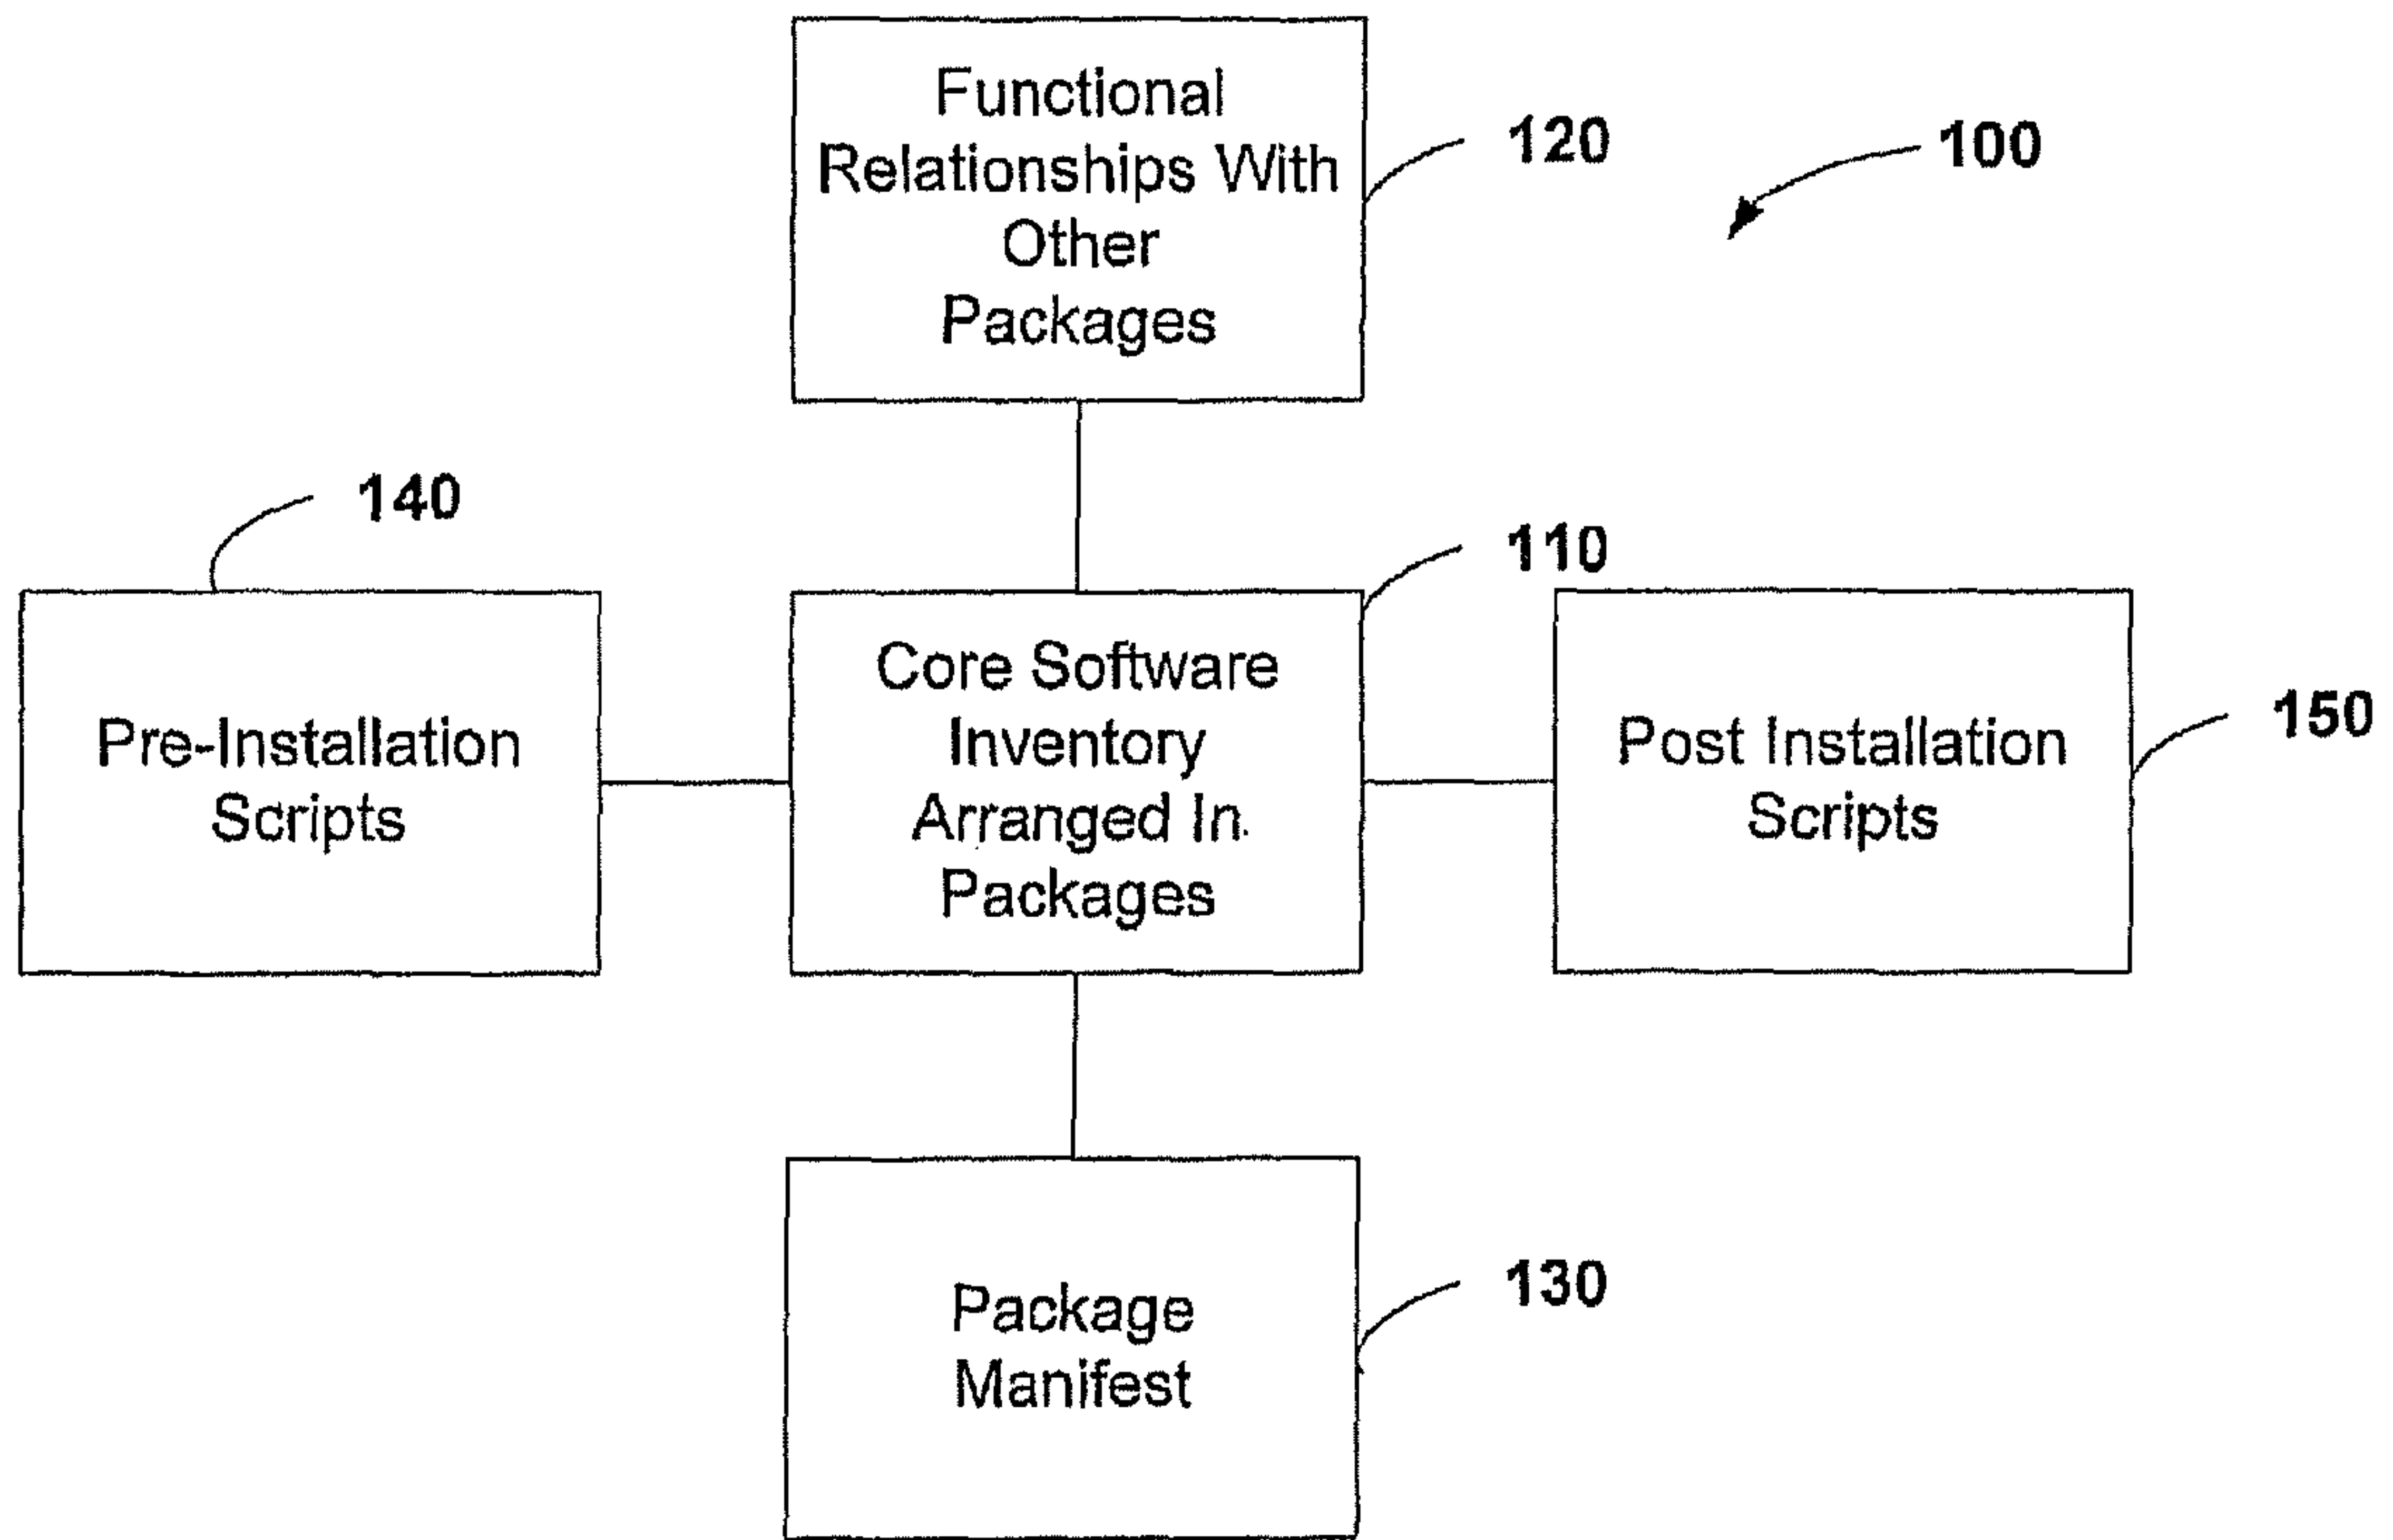 Functional
Relationships With
Other
Packages
120
100
140
110
Pre-Installation
Scripts
Core Software
Inventory
Arranged In
Packages
Post Installation
Scripts
150
Package
Manifest
130